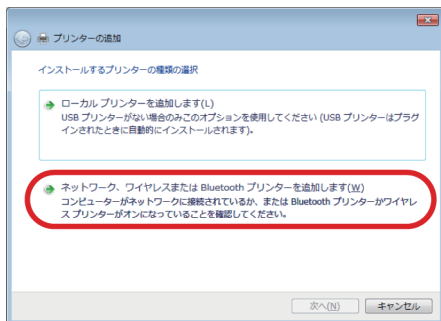 プリンターの追加
インストールするプリンターの種類の選択
ローカル プリンターを追加します(L)
USB プリンターがない場合のみこのオプションを使用してください (USB プリンターはプラグ
インされたときに自動的にインストールされます)。
ネットワーク、ワイヤレスまたは Bluetooth プリンターを追加します(W)
コンピューターがネットワークに接続されているか、または Bluetooth プリンターかワイヤレ
ス プリンターがオンになっていることを確認してください。
次へ(N) キャンセル